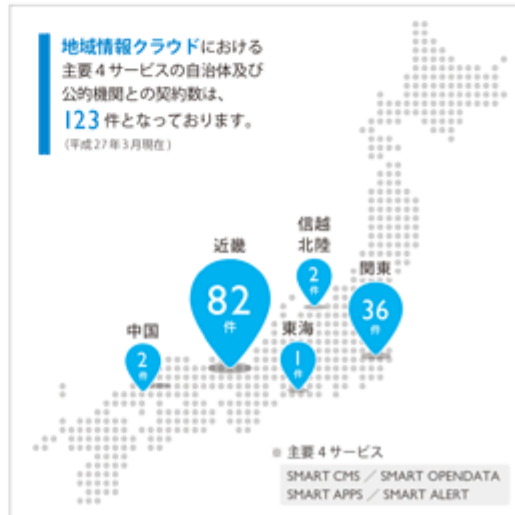 地域情報クラウドにおける
主要4サービスの自治体及び
公的機関との契約数は、
123件となっております。
(平成27年3月現在)
信越
北陸
2
件
近畿
82
件
関東
36
件
中国
2
件
東海
1
件
主要4サービス
SMART CMS / SMART OPENDATA
SMART APPS / SMART ALERT